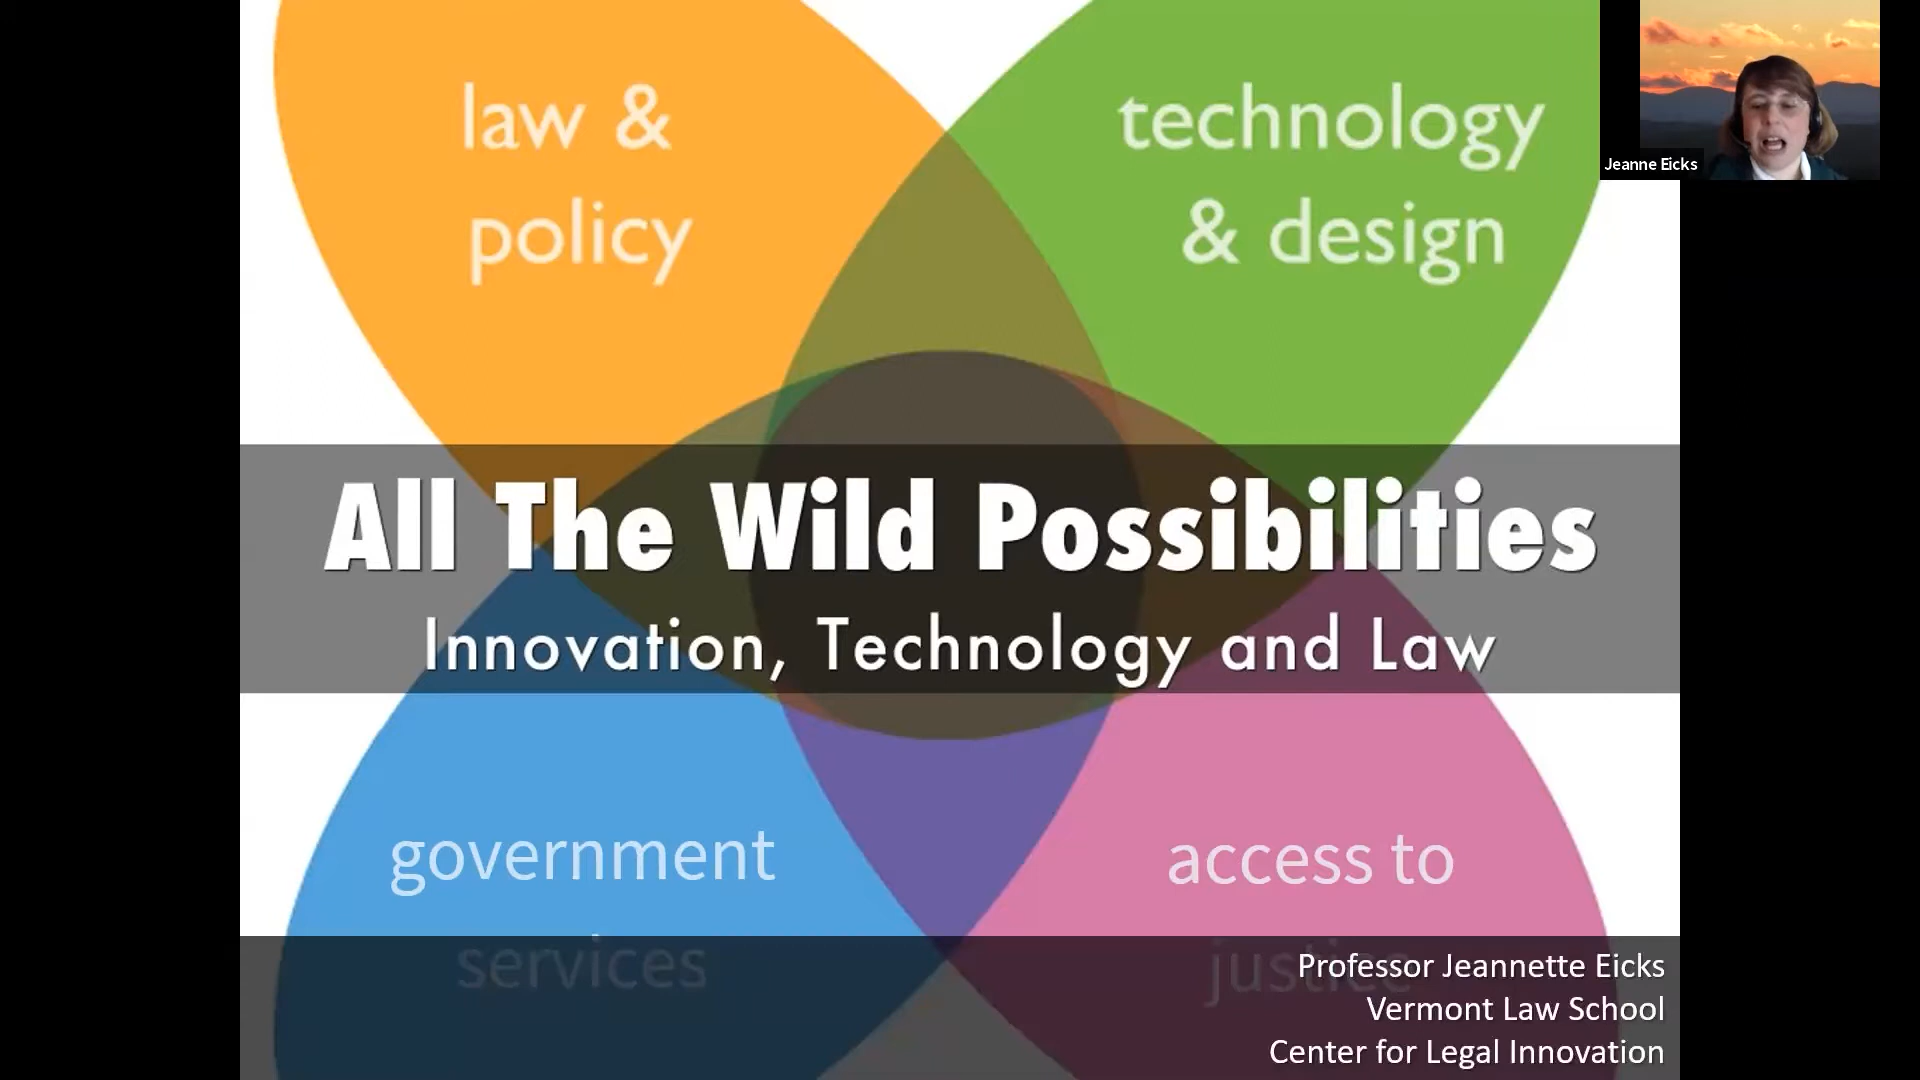 law &
policy
technology
& design
Jeanne Eicks
All The Wild Possibilities
Innovation, Technology and Law
government
services
access to
justice
Professor Jeannette Eicks
Vermont Law School
Center for Legal Innovation